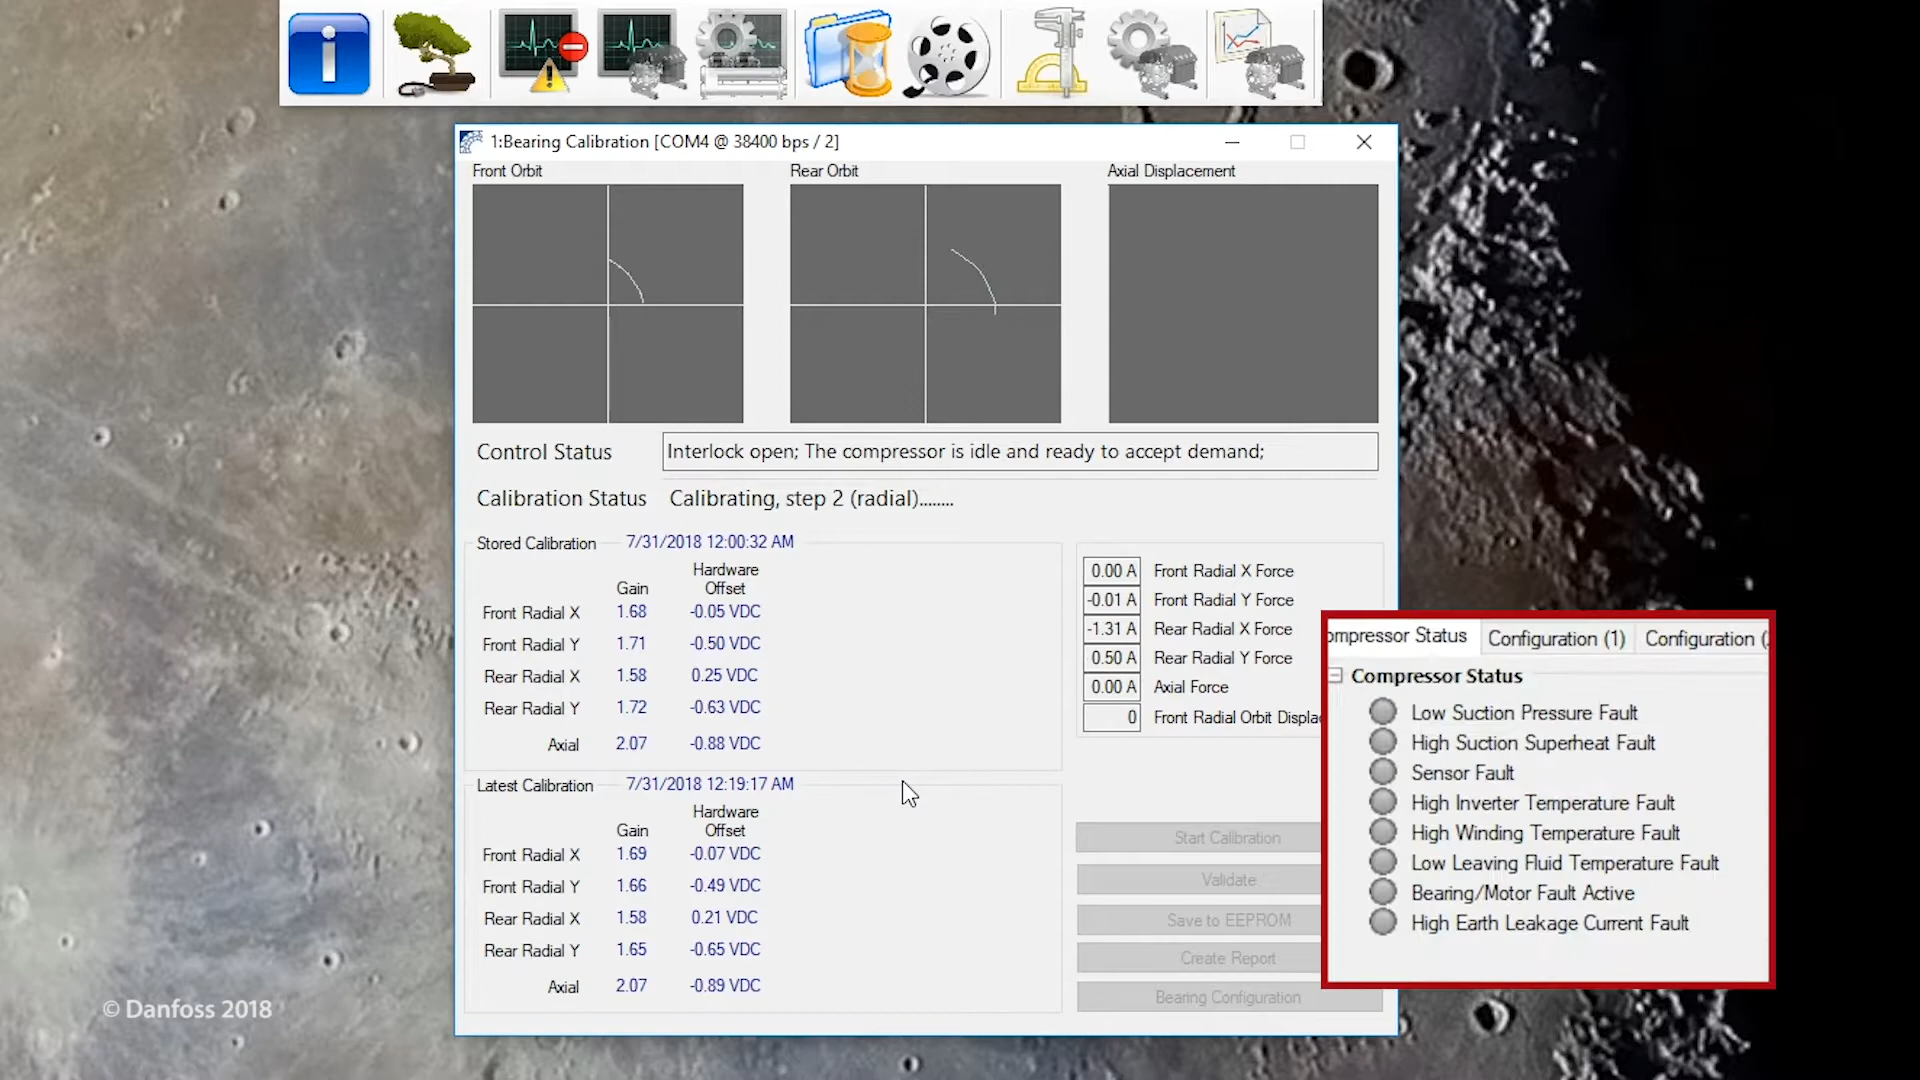 1:Bearing Calibration [COM4 @ 38400 bps / 2]
Front Orbit
Rear Orbit
Axial Displacement
Control Status
Interlock open; The compressor is idle and ready to accept demand;
Calibration Status
Calibrating, step 2 (radial)........
Stored Calibration
7/31/2018 12:00:32 AM
Gain
Hardware
Offset
Front Radial X 1.68 -0.05 VDC
Front Radial Y 1.71 -0.50 VDC
Rear Radial X 1.58 0.25 VDC
Rear Radial Y 1.72 -0.63 VDC
Axial 2.07 -0.88 VDC
Latest Calibration
7/31/2018 12:19:17 AM
Gain
Hardware
Offset
Front Radial X 1.69 -0.07 VDC
Front Radial Y 1.66 -0.49 VDC
Rear Radial X 1.58 0.21 VDC
Rear Radial Y 1.65 -0.65 VDC
Axial 2.07 -0.89 VDC
0.00 A Front Radial X Force
-0.01 A Front Radial Y Force
-1.31 A Rear Radial X Force
0.50 A Rear Radial Y Force
0.00 A Axial Force
0 Front Radial Orbit Displa
Start Calibration
Validate
Save to EEPROM
Create Report
Bearing Configuration
ompressor Status
Configuration (1)
Configuration (
Compressor Status
Low Suction Pressure Fault
High Suction Superheat Fault
Sensor Fault
High Inverter Temperature Fault
High Winding Temperature Fault
Low Leaving Fluid Temperature Fault
Bearing/Motor Fault Active
High Earth Leakage Current Fault
© Danfoss 2018